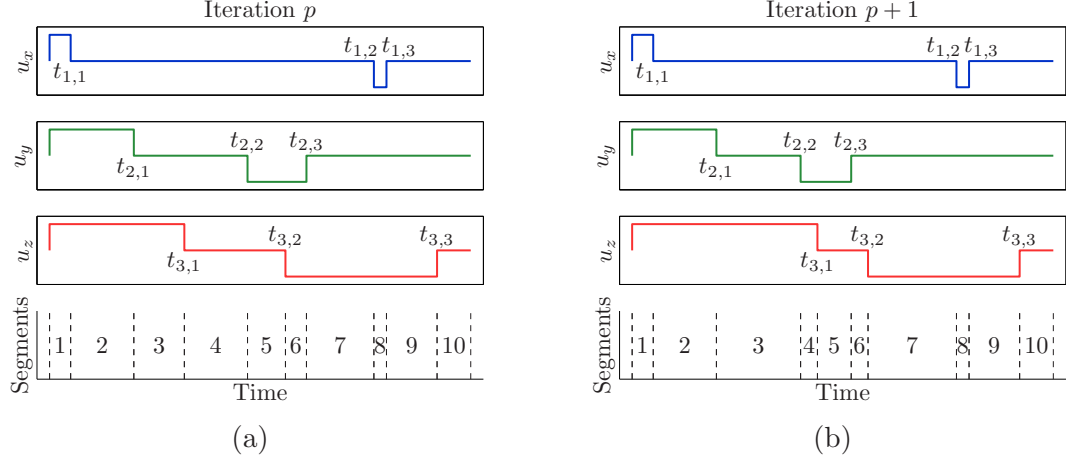 Iteration p
u_x
t_{1,1}
t_{1,2}
t_{1,3}
u_y
t_{2,1}
t_{2,2}
t_{2,3}
u_z
t_{3,1}
t_{3,2}
t_{3,3}
Segments
1 2 3 4 5 6 7 8 9 10
Time
(a)
Iteration p + 1
u_x
t_{1,1}
t_{1,2}
t_{1,3}
u_y
t_{2,1}
t_{2,2}
t_{2,3}
u_z
t_{3,1}
t_{3,2}
t_{3,3}
Segments
1 2 3 4 5 6 7 8 9 10
Time
(b)